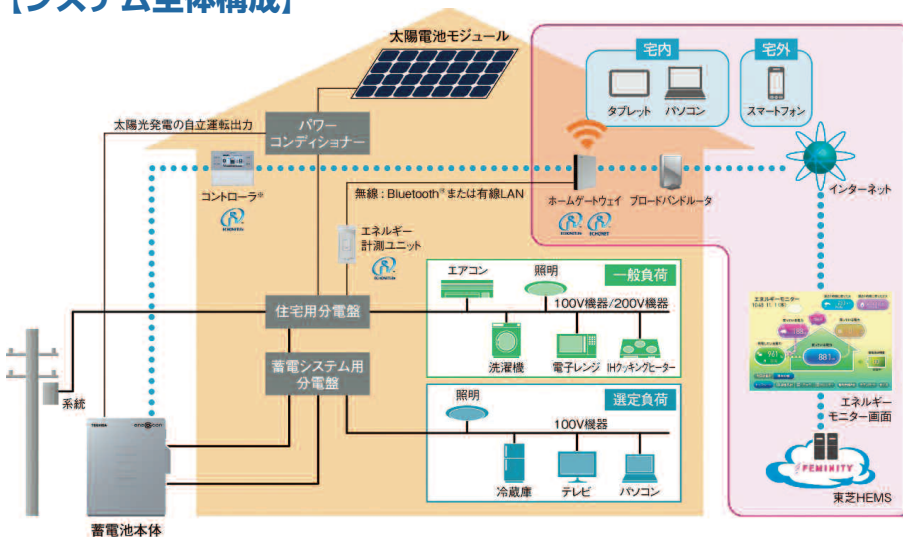 【システム全体構成】
太陽電池モジュール
宅内
宅外
タブレット
パソコン
スマートフォン
太陽光発電の自立運転出力
パワー
コンディショナー
コントローラ※
無線：Bluetooth®または有線LAN
ホームゲートウェイ
ブロードバンドルータ
インターネット
エネルギー
計測ユニット
エアコン
照明
一般負荷
住宅用分電盤
100V機器/200V機器
洗濯機
電子レンジ
IHクッキングヒーター
蓄電システム用
分電盤
系統
照明
選定負荷
100V機器
冷蔵庫
テレビ
パソコン
エネルギーモニター
881
エネルギー
モニター画面
TOSHIBA
FEMINITY
東芝HEMS
蓄電池本体